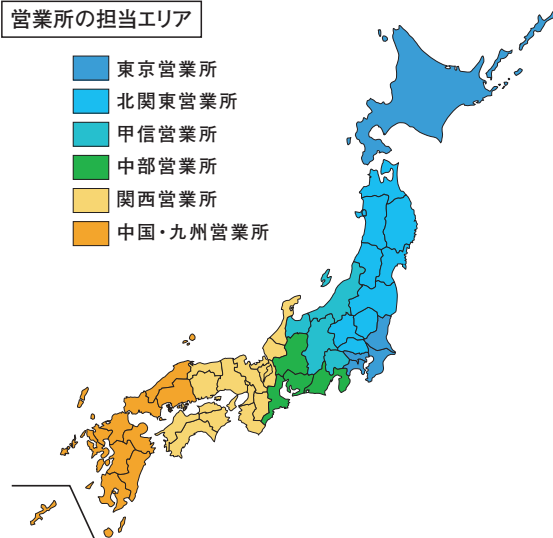 営業所の担当エリア
東京営業所
北関東営業所
甲信営業所
中部営業所
関西営業所
中国・九州営業所